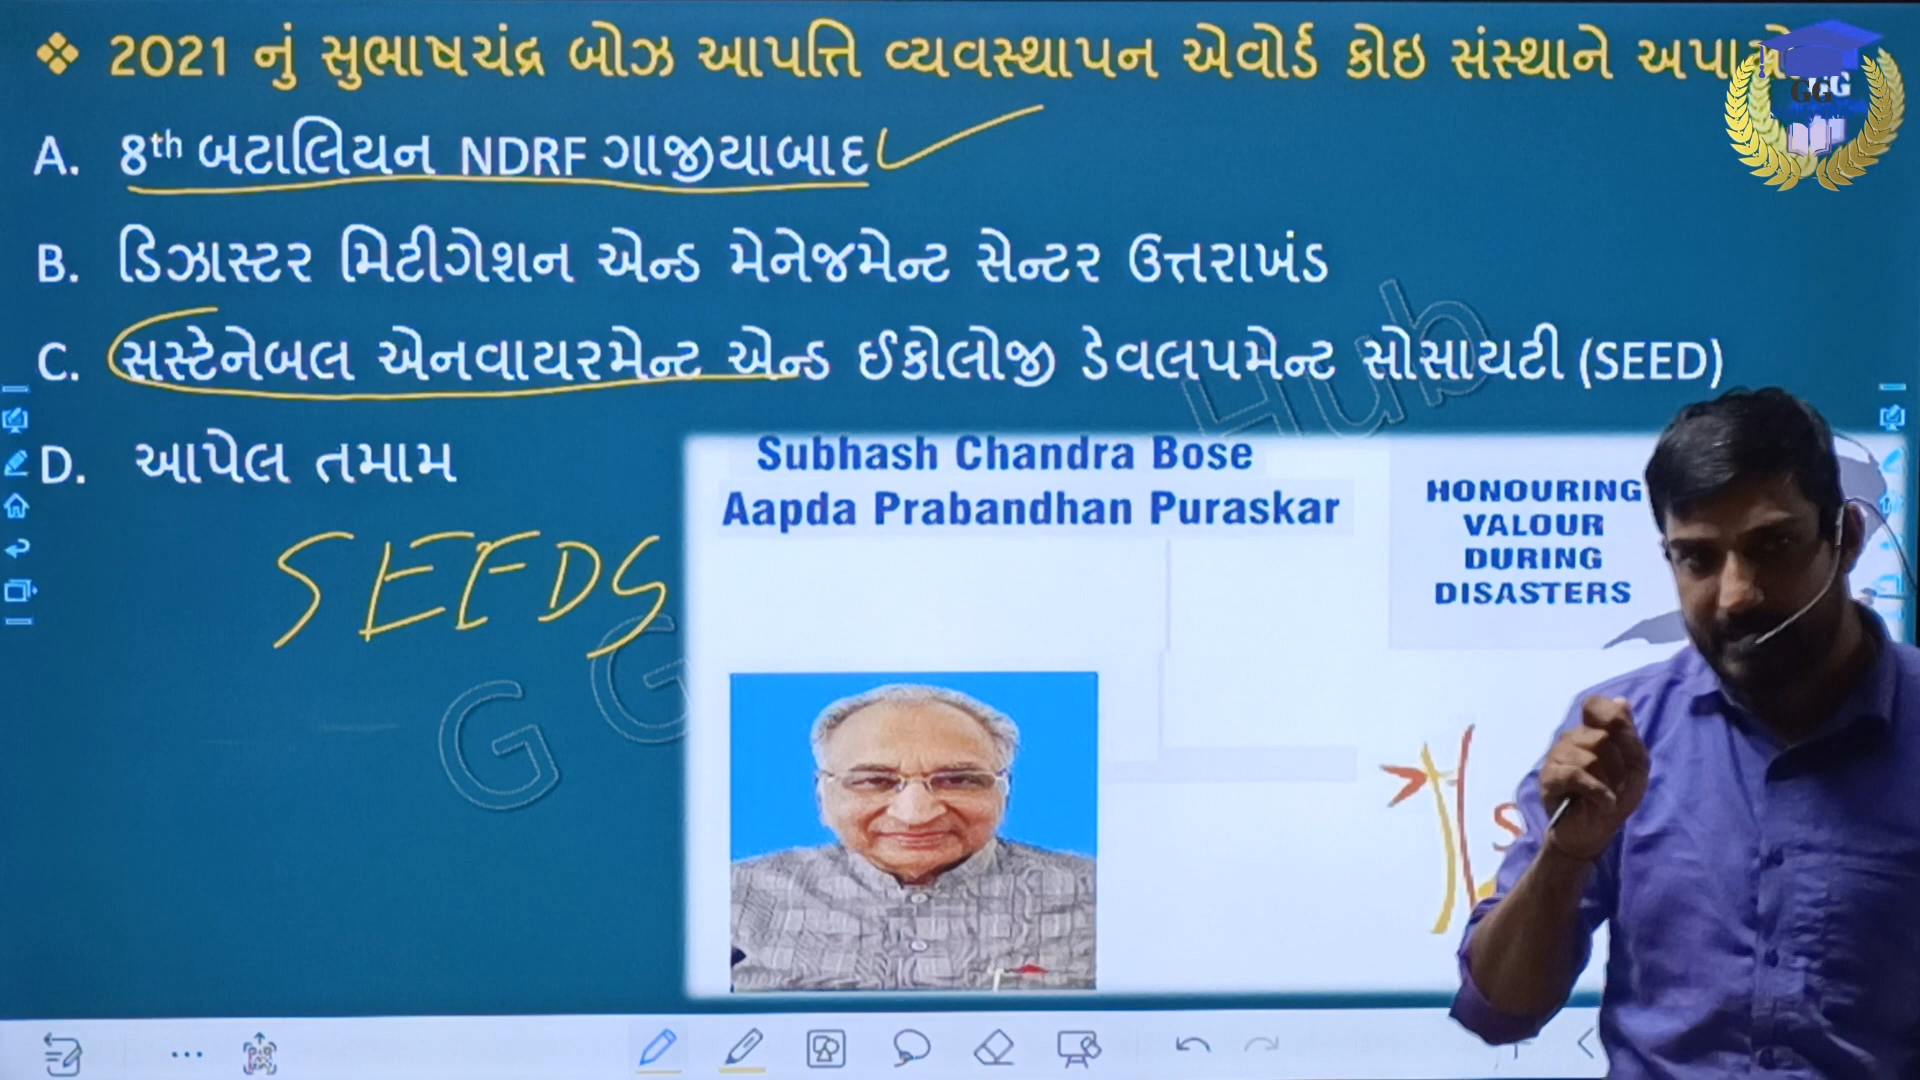 ❖ 2021 નું સુભાષચંદ્ર બોઝ આપત્તિ વ્યવસ્થાપન એવોર્ડ કોઇ સંસ્થાને
A. 8th બટાલિયન NDRF ગાજીયાબાદ
B. ડિઝાસ્ટર મિટીગેશન એન્ડ મેનેજમેન્ટ સેન્ટર ઉત્તરાખંડ
C. સસ્ટેનેબલ એનવાયરમેન્ટ એન્ડ ઈકોલોજી ડેવલપમેન્ટ સોસાયટી (SEED)
D. આપેલ તમામ
SEEDS
Subhash Chandra Bose
Aapda Prabandhan Puraskar
HONOURING
VALOUR
DURING
DISASTERS
GG
GG
G G Hub